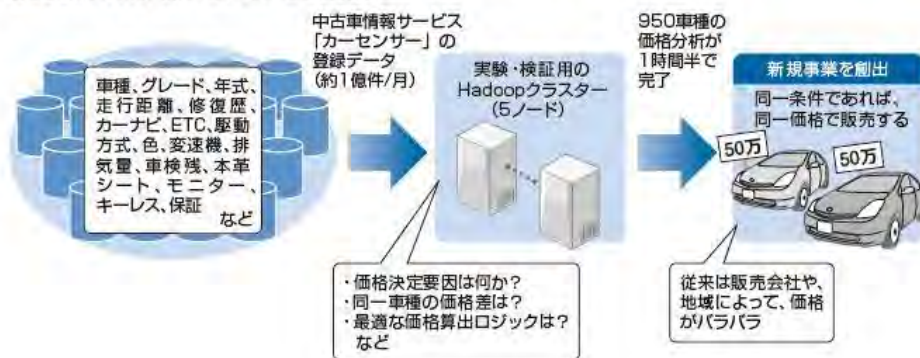 車種、グレード、年式、
走行距離、修復歴、
カーナビ、ETC、駆動
方式、色、変速機、排
気量、車検残、本革
シート、モニター、
キーレス、保証
など
中古車情報サービス
「カーセンサー」の
登録データ
(約1億件/月)
実験・検証用の
Hadoopクラスター
(5ノード)
・価格決定要因は何か?
・同一車種の価格差は?
・最適な価格算出ロジックは?
など
950車種の
価格分析が
1時間半で
完了
新規事業を創出
同一条件であれば、
同一価格で販売する
50万
50万
従来は販売会社や、
地域によって、価格
がバラバラ